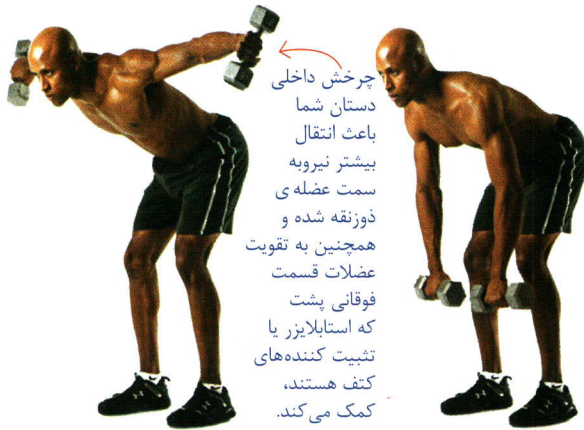 چرخش داخلی
دستان شما
باعث انتقال
بیشتر نیروبه
سمت عضله ی
ذوزنقه شده و
همچنین به تقویت
عضلات قسمت
فوقانی پشت
که استابلایزر یا
تثبیت کننده‌های
کتف هستند،
کمک می‌کند.